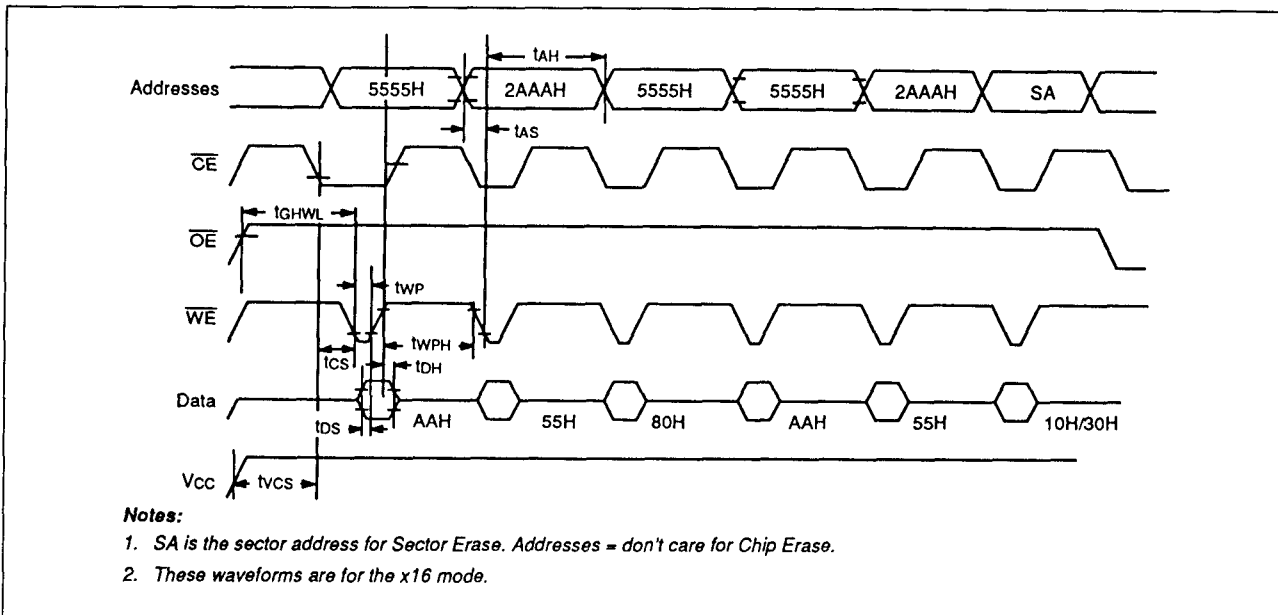 tAH
Addresses 5555H 2AAAH 5555H 5555H 2AAAH SA
tAS
CE
tGHWL
OE
tWP
WE
tCS tWPH
tDH
Data
tDS AAH 55H 80H AAH 55H 10H/30H
VCC tVCS
Notes:
1. SA is the sector address for Sector Erase. Addresses = don't care for Chip Erase.
2. These waveforms are for the x16 mode.